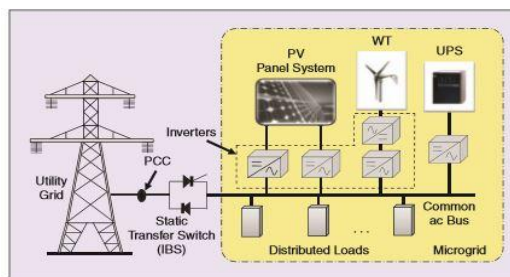 WT
UPS
PV
Panel System
Inverters
PCC
Utility
Grid
Static
Transfer Switch
(IBS)
Common
ac Bus
...
Distributed Loads
Microgrid